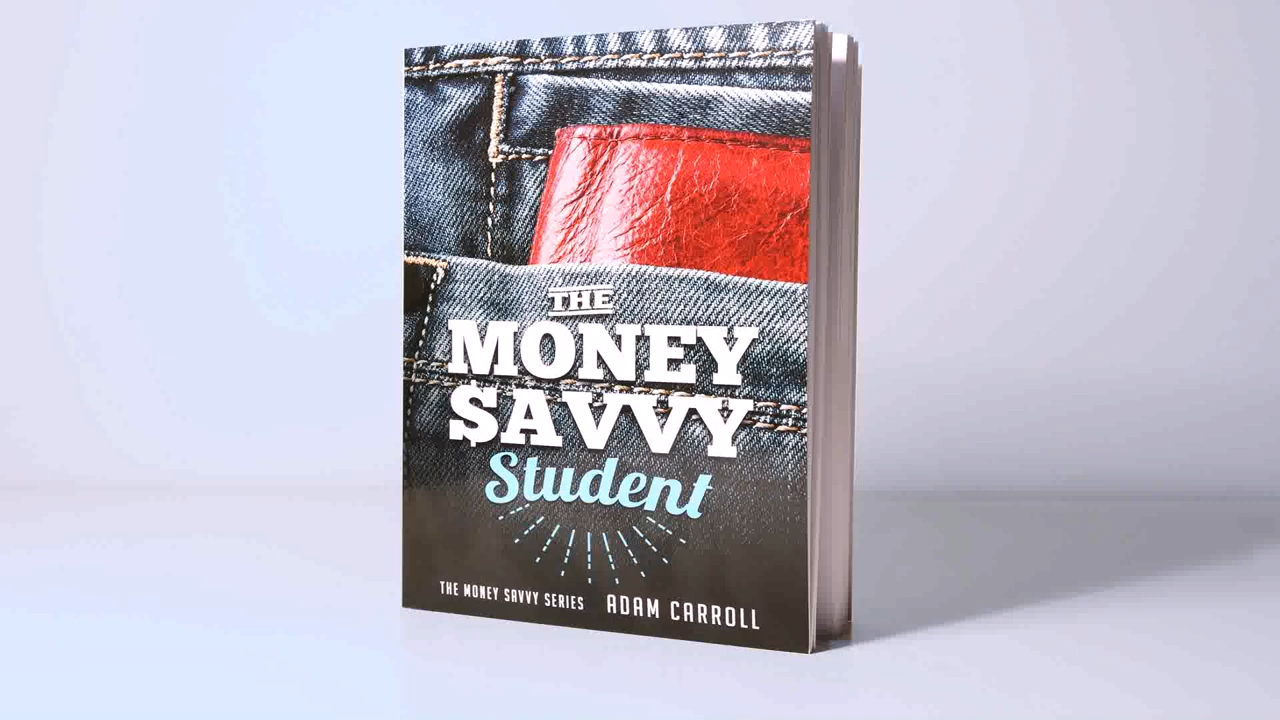 THE
MONEY
$AVVY
Student
THE MONEY SAVVY SERIES ADAM CARROLL